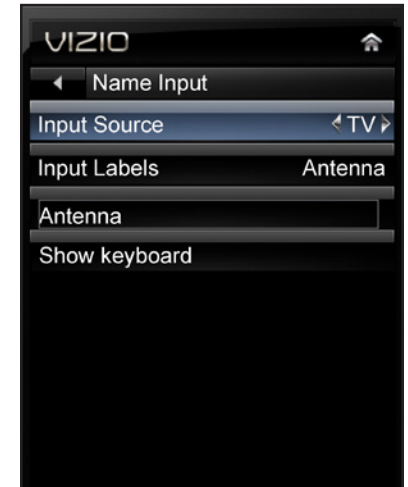 VIZIO
Name Input
Input Source TV
Input Labels Antenna
Antenna
Show keyboard